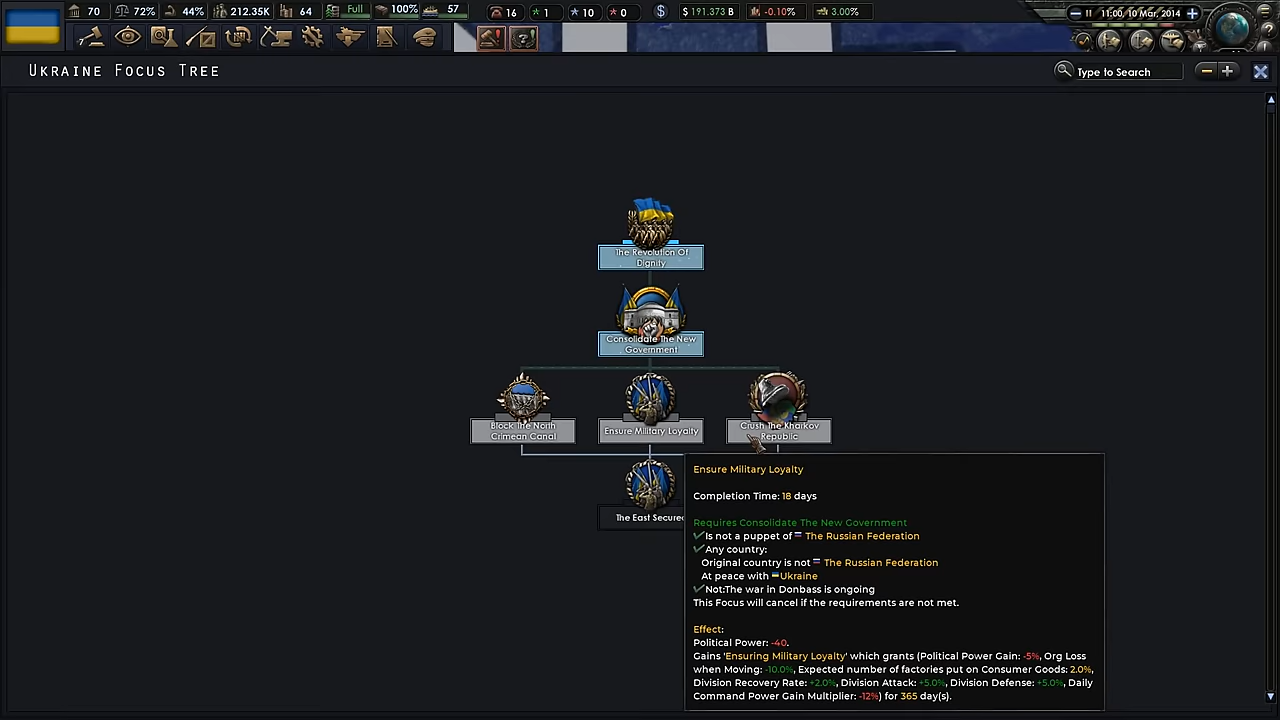 70 72% 44% 212.35K 64 Full 100% 57 16 1 10 0 $ $ 191.373 B -0.10% 3.00% 11:00, 10 Mar, 2014
7
UKRAINE FOCUS TREE
Type to Search
The Revolution Of
Dignity
Consolidate The New
Government
Block The North
Crimean Canal
Ensure Military Loyalty
Crush The Kharkov
Republic
The East Secured
Ensure Military Loyalty
Completion Time: 18 days
Requires Consolidate The New Government
Is not a puppet of The Russian Federation
Any country:
Original country is not The Russian Federation
At peace with Ukraine
Not:The war in Donbass is ongoing
This Focus will cancel if the requirements are not met.
Effect:
Political Power: -40.
Gains 'Ensuring Military Loyalty' which grants (Political Power Gain: -5%, Org Loss
when Moving: -10.0%, Expected number of factories put on Consumer Goods: 2.0%,
Division Recovery Rate: +2.0%, Division Attack: +5.0%, Division Defense: +5.0%, Daily
Command Power Gain Multiplier: -12%) for 365 day(s).